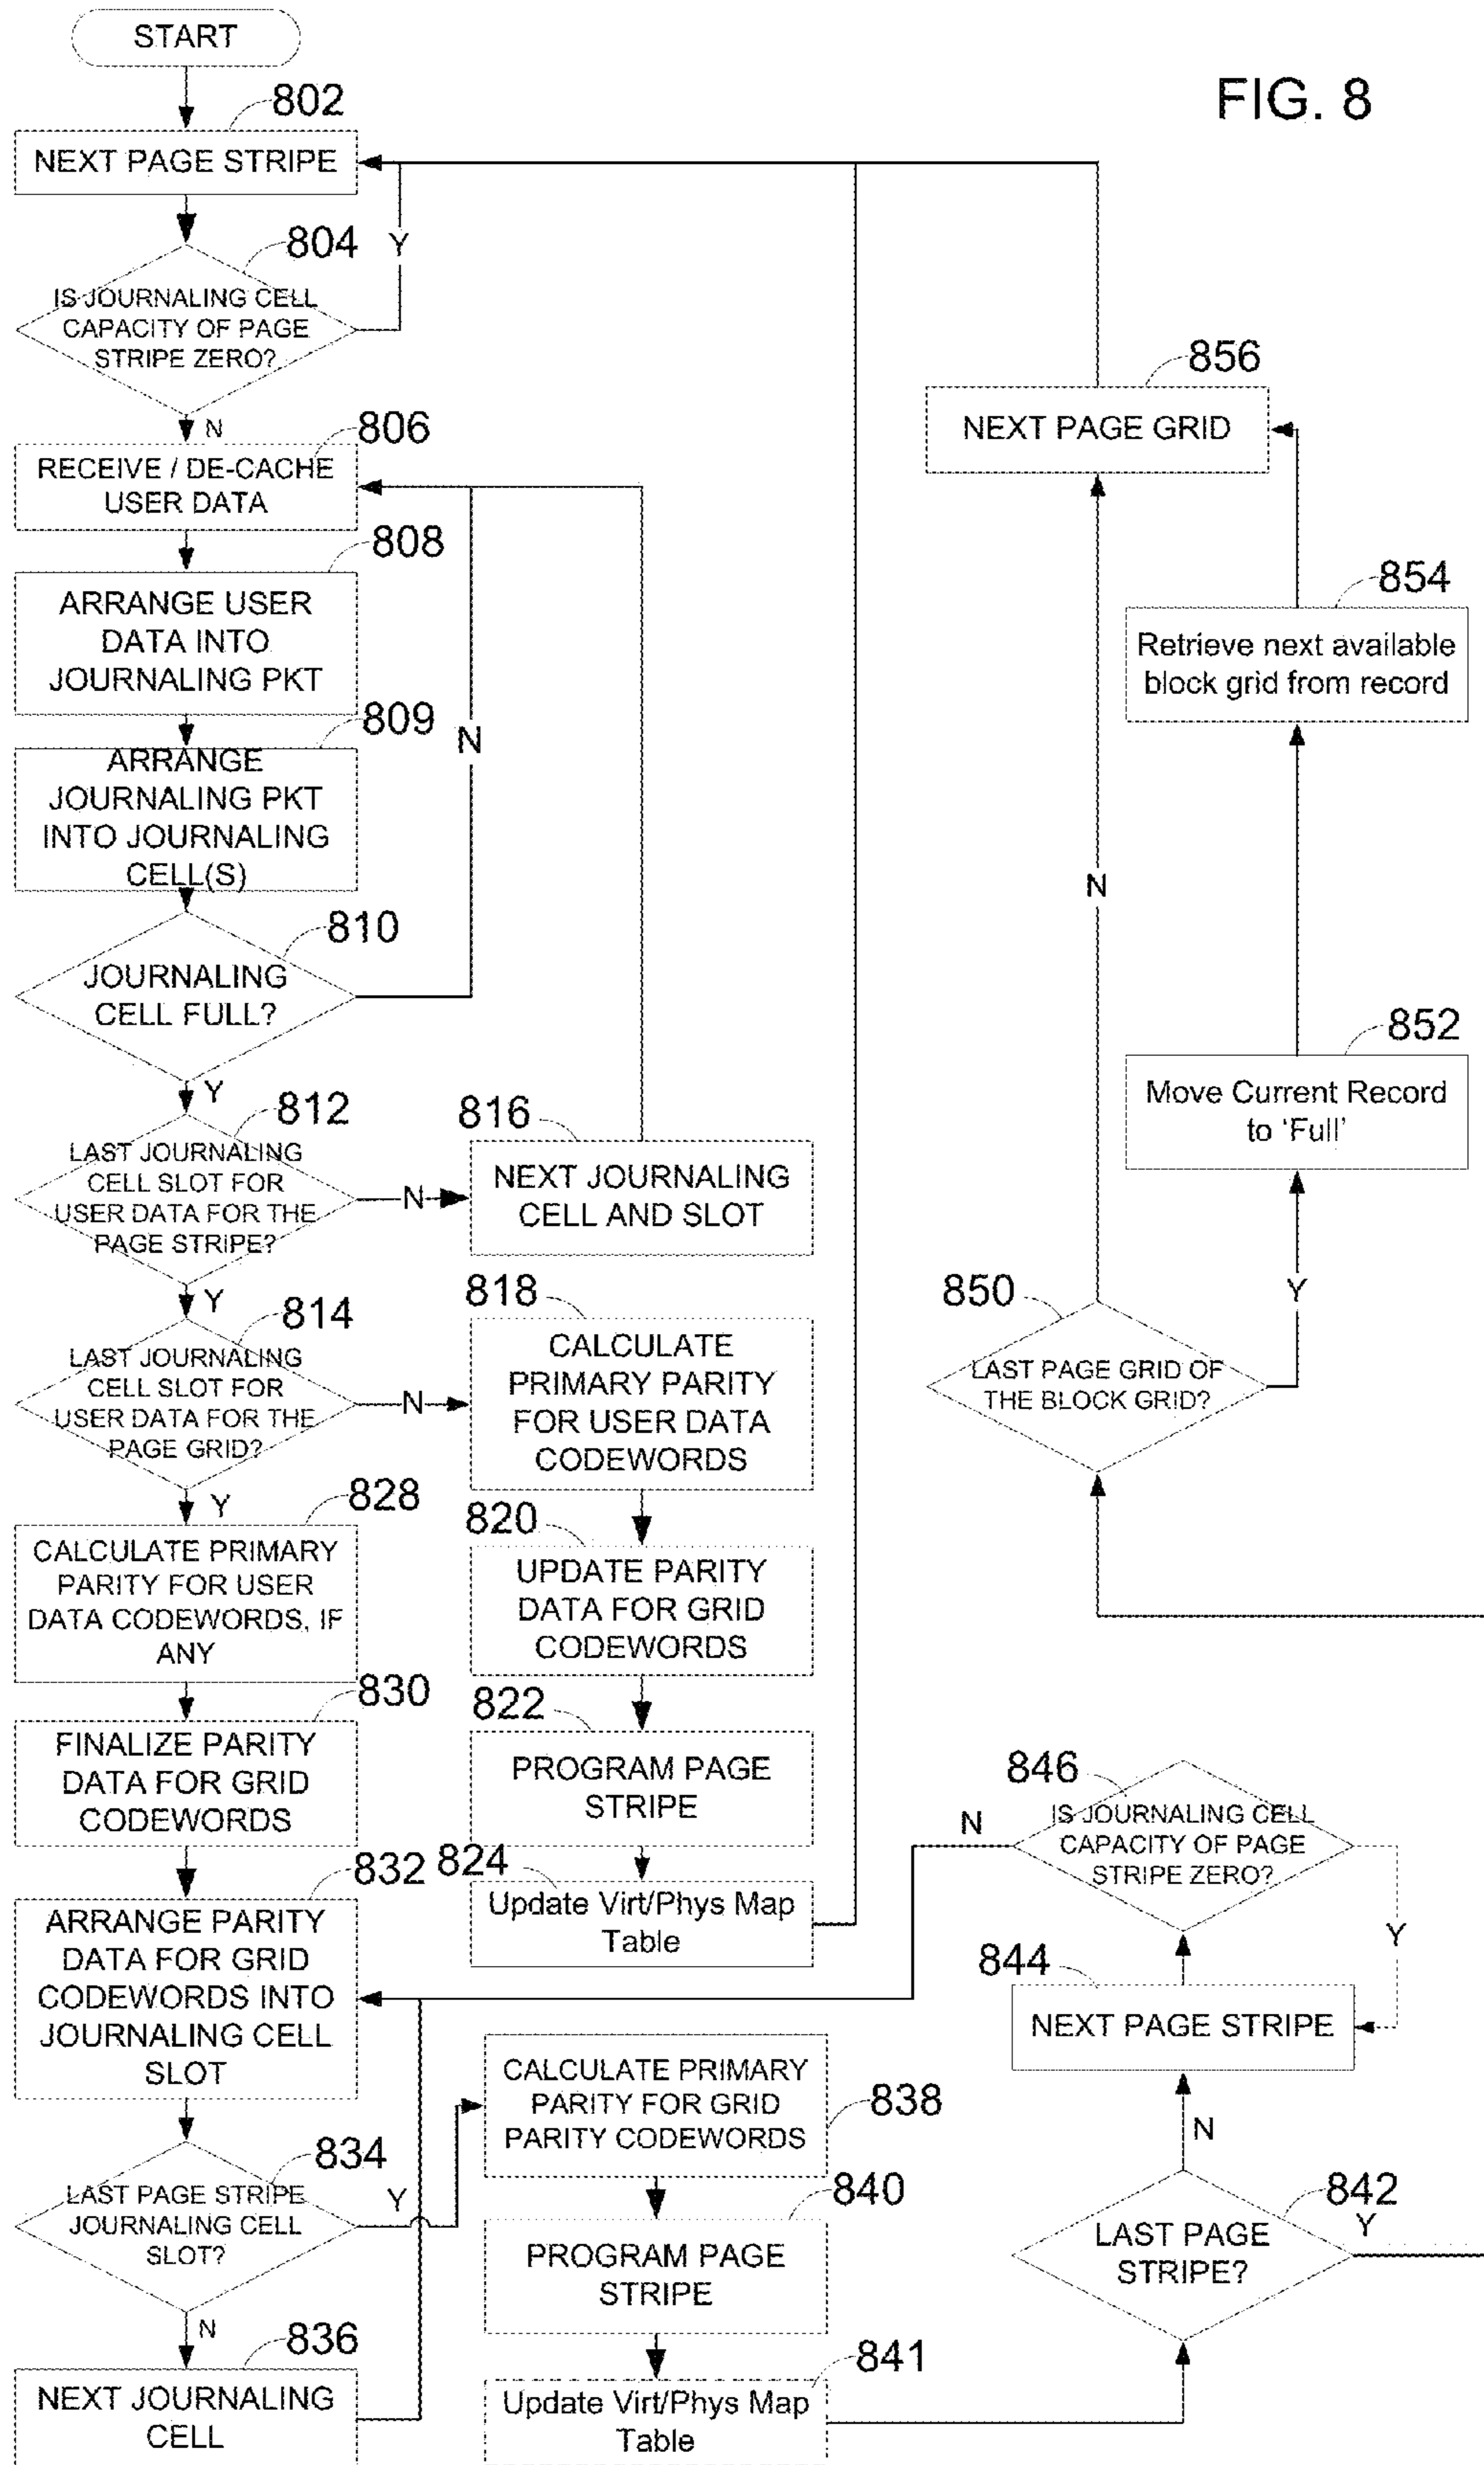 FIG. 8
START
802
NEXT PAGE STRIPE
804
Y
IS JOURNALING CELL
CAPACITY OF PAGE
STRIPE ZERO?
N
806
RECEIVE / DE-CACHE
USER DATA
808
ARRANGE USER
DATA INTO
JOURNALING PKT
809
ARRANGE
JOURNALING PKT
INTO JOURNALING
CELL(S)
N
810
JOURNALING
CELL FULL?
Y
812
LAST JOURNALING
CELL SLOT FOR
USER DATA FOR THE
PAGE STRIPE?
N
816
NEXT JOURNALING
CELL AND SLOT
Y
814
LAST JOURNALING
CELL SLOT FOR
USER DATA FOR THE
PAGE GRID?
N
818
CALCULATE
PRIMARY PARITY
FOR USER DATA
CODEWORDS
820
UPDATE PARITY
DATA FOR GRID
CODEWORDS
822
PROGRAM PAGE
STRIPE
824
Update Virt/Phys Map
Table
Y
828
CALCULATE PRIMARY
PARITY FOR USER
DATA CODEWORDS, IF
ANY
830
FINALIZE PARITY
DATA FOR GRID
CODEWORDS
832
ARRANGE PARITY
DATA FOR GRID
CODEWORDS INTO
JOURNALING CELL
SLOT
834
LAST PAGE STRIPE
JOURNALING CELL
SLOT?
Y
N
836
NEXT JOURNALING
CELL
CALCULATE PRIMARY
PARITY FOR GRID
PARITY CODEWORDS
838
840
PROGRAM PAGE
STRIPE
841
Update Virt/Phys Map
Table
842
LAST PAGE
STRIPE?
Y
N
844
NEXT PAGE STRIPE
846
IS JOURNALING CELL
CAPACITY OF PAGE
STRIPE ZERO?
N
Y
850
LAST PAGE GRID OF
THE BLOCK GRID?
N
Y
852
Move Current Record
to ‘Full’
854
Retrieve next available
block grid from record
856
NEXT PAGE GRID